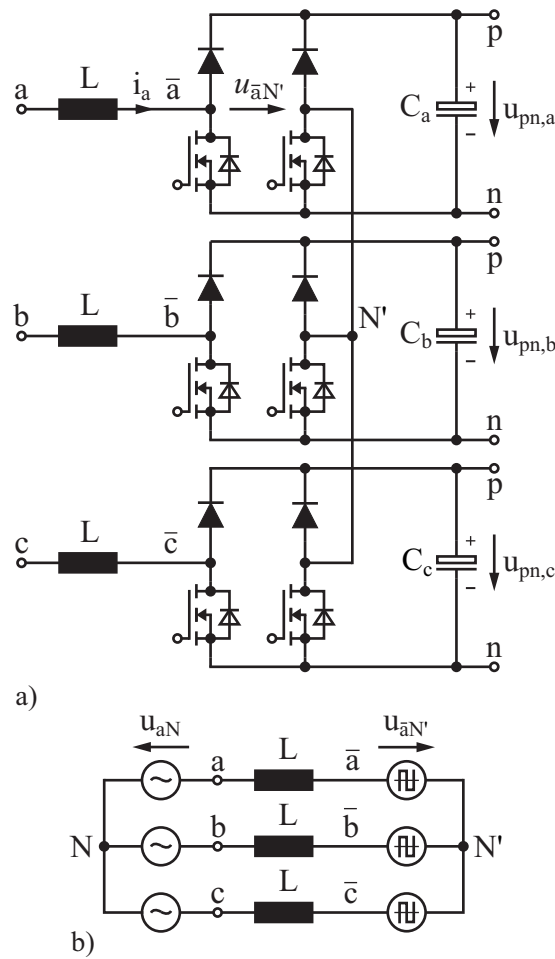 p
a L i_a ā u_āN' C_a + − u_pn,a
n
p
b L b̄ N' C_b + − u_pn,b
n
p
c L c̄ C_c + − u_pn,c
n
a)
u_aN u_āN'
a L ā
N b L b̄ N'
c L c̄
b)